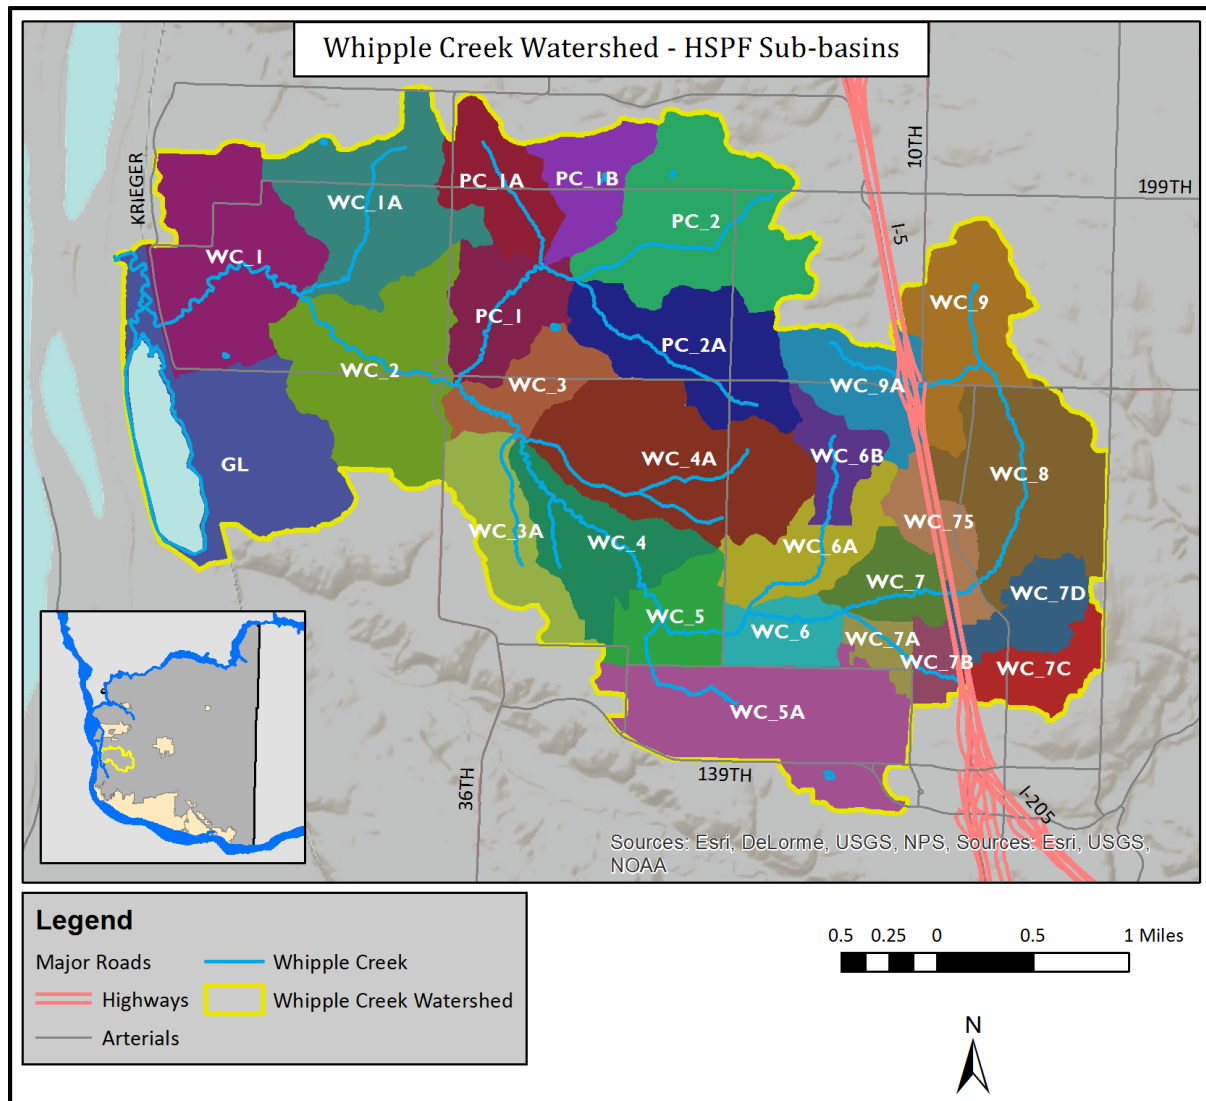 Whipple Creek Watershed - HSPF Sub-basins
KRIEGER
10TH
199TH
I-5
36TH
139TH
I-205
WC_1A
PC_1A
PC_1B
PC_2
WC_1
PC_1
WC_9
PC_2A
WC_2
WC_3
WC_9A
GL
WC_4A
WC_6B
WC_8
WC_3A
WC_4
WC_75
WC_6A
WC_7
WC_7D
WC_5
WC_6
WC_7A
WC_7B
WC_7C
WC_5A
Sources: Esri, DeLorme, USGS, NPS, Sources: Esri, USGS,
NOAA
Legend
Major Roads
Whipple Creek
Highways
Whipple Creek Watershed
Arterials
0.5 0.25 0 0.5 1 Miles
N